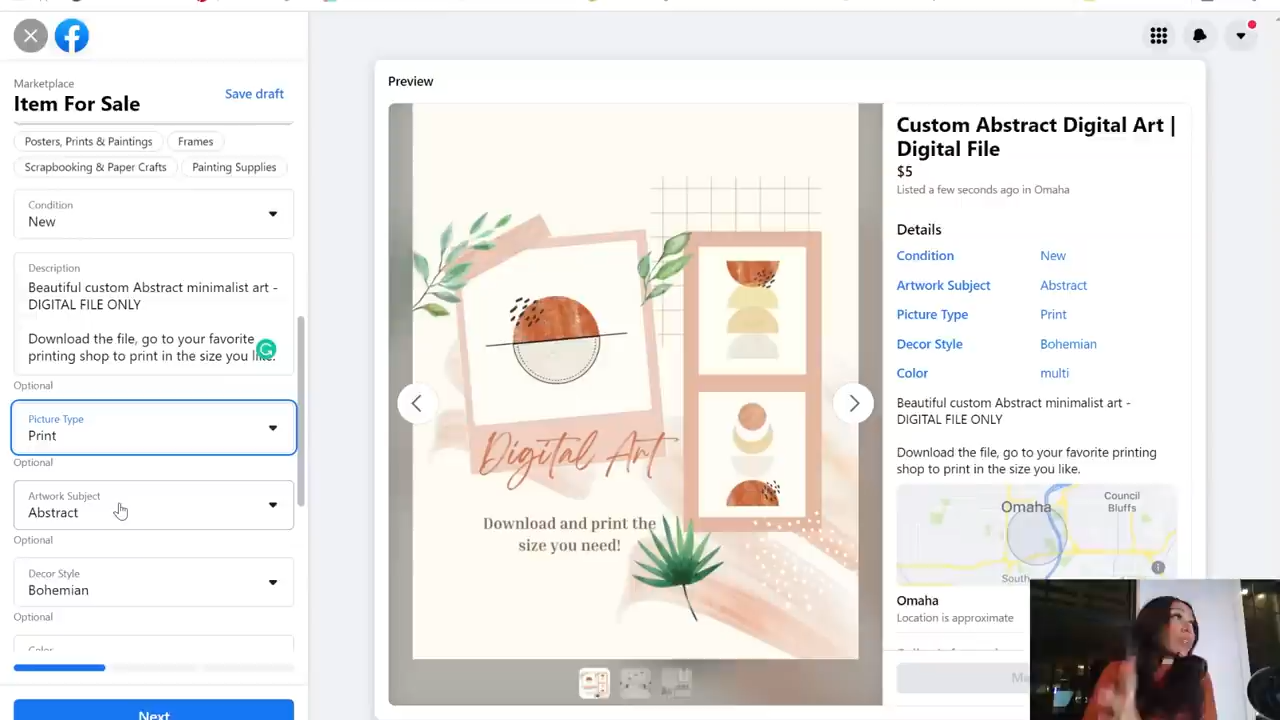 Marketplace
Item For Sale
Save draft
Posters, Prints & Paintings
Frames
Scrapbooking & Paper Crafts
Painting Supplies
Condition
New
Description
Beautiful custom Abstract minimalist art -
DIGITAL FILE ONLY
Download the file, go to your favorite
printing shop to print in the size you
Optional
Picture Type
Print
Optional
Artwork Subject
Abstract
Optional
Decor Style
Bohemian
Optional
Color
Next
Preview
Digital Art
Download and print the
size you need!
Custom Abstract Digital Art |
Digital File
$5
Listed a few seconds ago in Omaha
Details
Condition New
Artwork Subject Abstract
Picture Type Print
Decor Style Bohemian
Color multi
Beautiful custom Abstract minimalist art -
DIGITAL FILE ONLY
Download the file, go to your favorite printing
shop to print in the size you like.
Omaha
Council
Bluffs
South
Omaha
Location is approximate